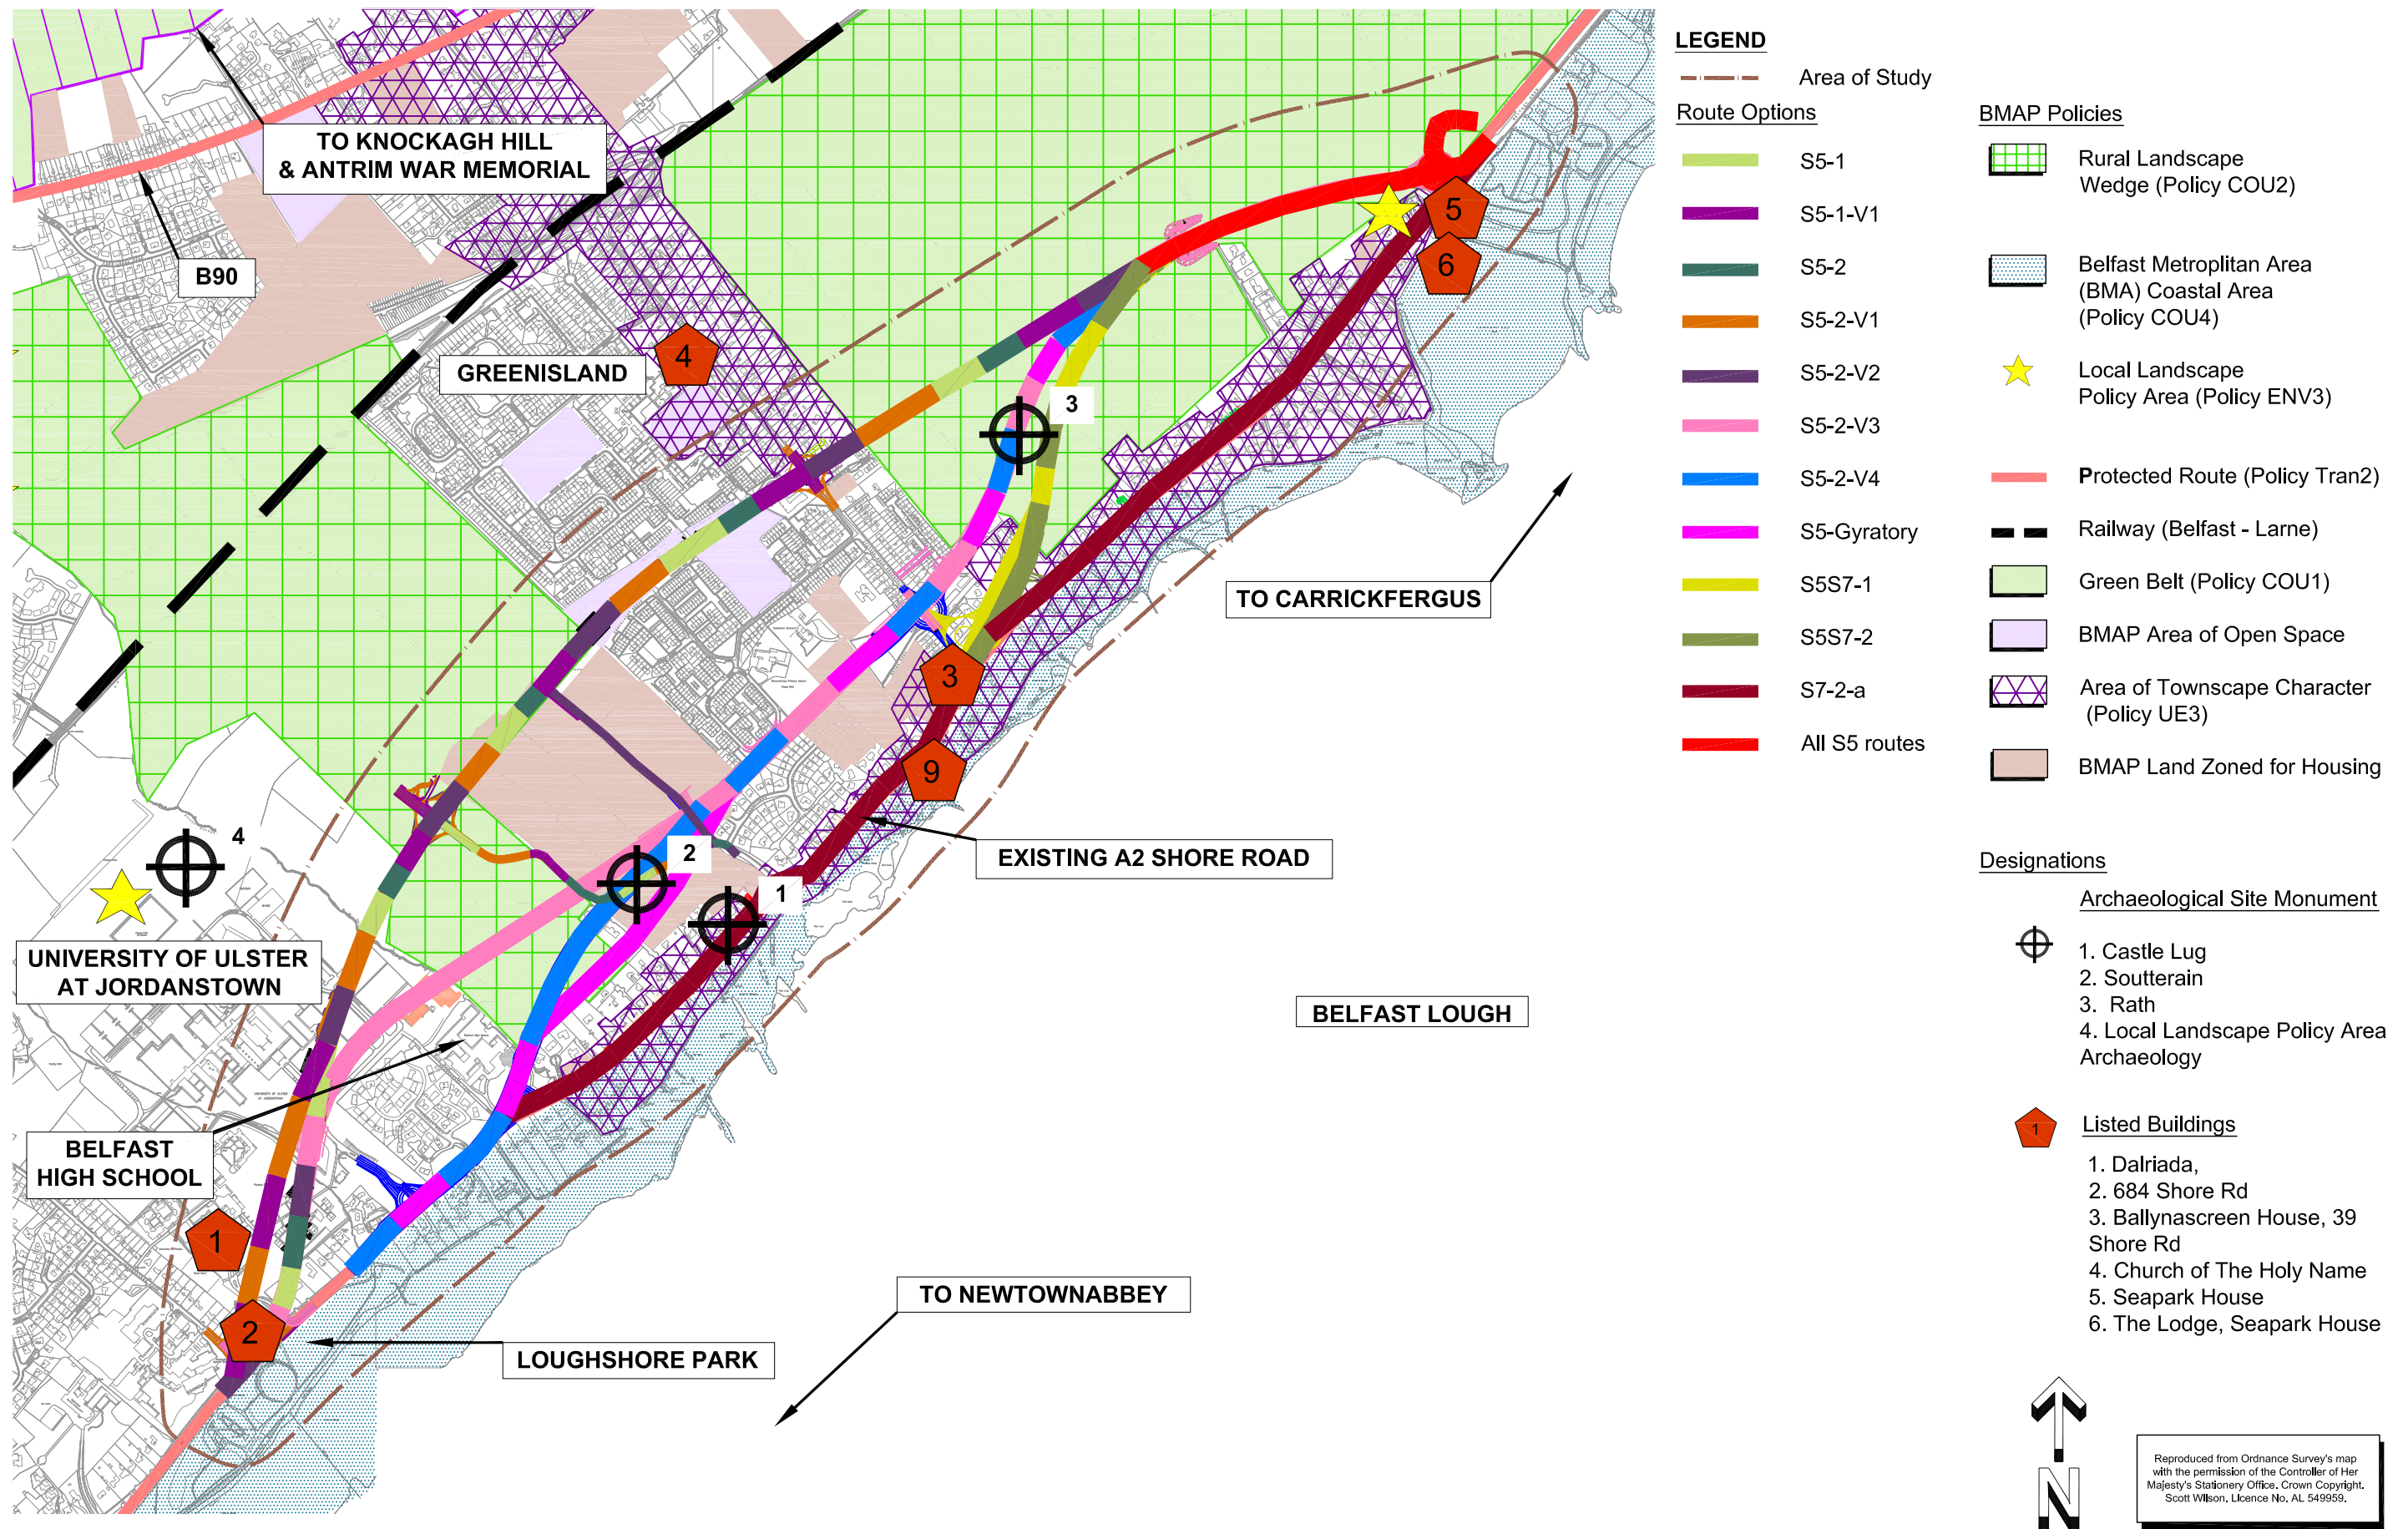 TO KNOCKAGH HILL
& ANTRIM WAR MEMORIAL
B90
GREENISLAND
4
5
6
3
TO CARRICKFERGUS
3
9
EXISTING A2 SHORE ROAD
2
1
4
UNIVERSITY OF ULSTER
AT JORDANSTOWN
BELFAST LOUGH
BELFAST
HIGH SCHOOL
1
2
TO NEWTOWNABBEY
LOUGHSHORE PARK
LEGEND
Area of Study
Route Options
S5-1
S5-1-V1
S5-2
S5-2-V1
S5-2-V2
S5-2-V3
S5-2-V4
S5-Gyratory
S5S7-1
S5S7-2
S7-2-a
All S5 routes
BMAP Policies
Rural Landscape
Wedge (Policy COU2)
Belfast Metroplitan Area
(BMA) Coastal Area
(Policy COU4)
Local Landscape
Policy Area (Policy ENV3)
Protected Route (Policy Tran2)
Railway (Belfast - Larne)
Green Belt (Policy COU1)
BMAP Area of Open Space
Area of Townscape Character
(Policy UE3)
BMAP Land Zoned for Housing
Designations
Archaeological Site Monument
1. Castle Lug
2. Soutterain
3. Rath
4. Local Landscape Policy Area
Archaeology
1
Listed Buildings
1. Dalriada,
2. 684 Shore Rd
3. Ballynascreen House, 39
Shore Rd
4. Church of The Holy Name
5. Seapark House
6. The Lodge, Seapark House
N
Reproduced from Ordnance Survey's map
with the permission of the Controller of Her
Majesty's Stationery Office. Crown Copyright.
Scott Wilson. Licence No. AL 549959.